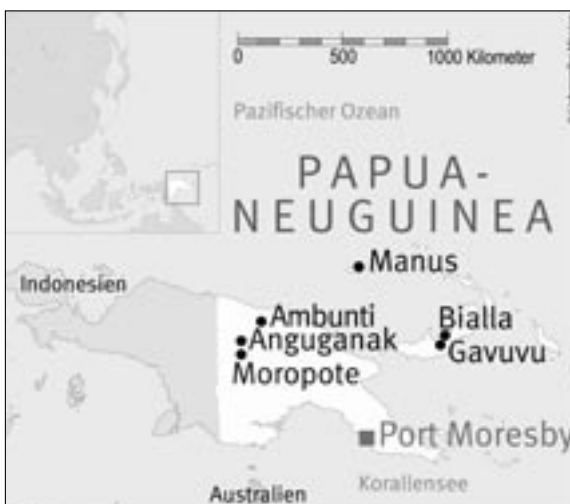 0 500 1000 Kilometer
Pazifischer Ozean
PAPUA-
NEUGUINEA
Manus
Indonesien
Ambunti
Bialla
Anguganak
Gavuvu
Moropote
Port Moresby
Australien
Korallensee